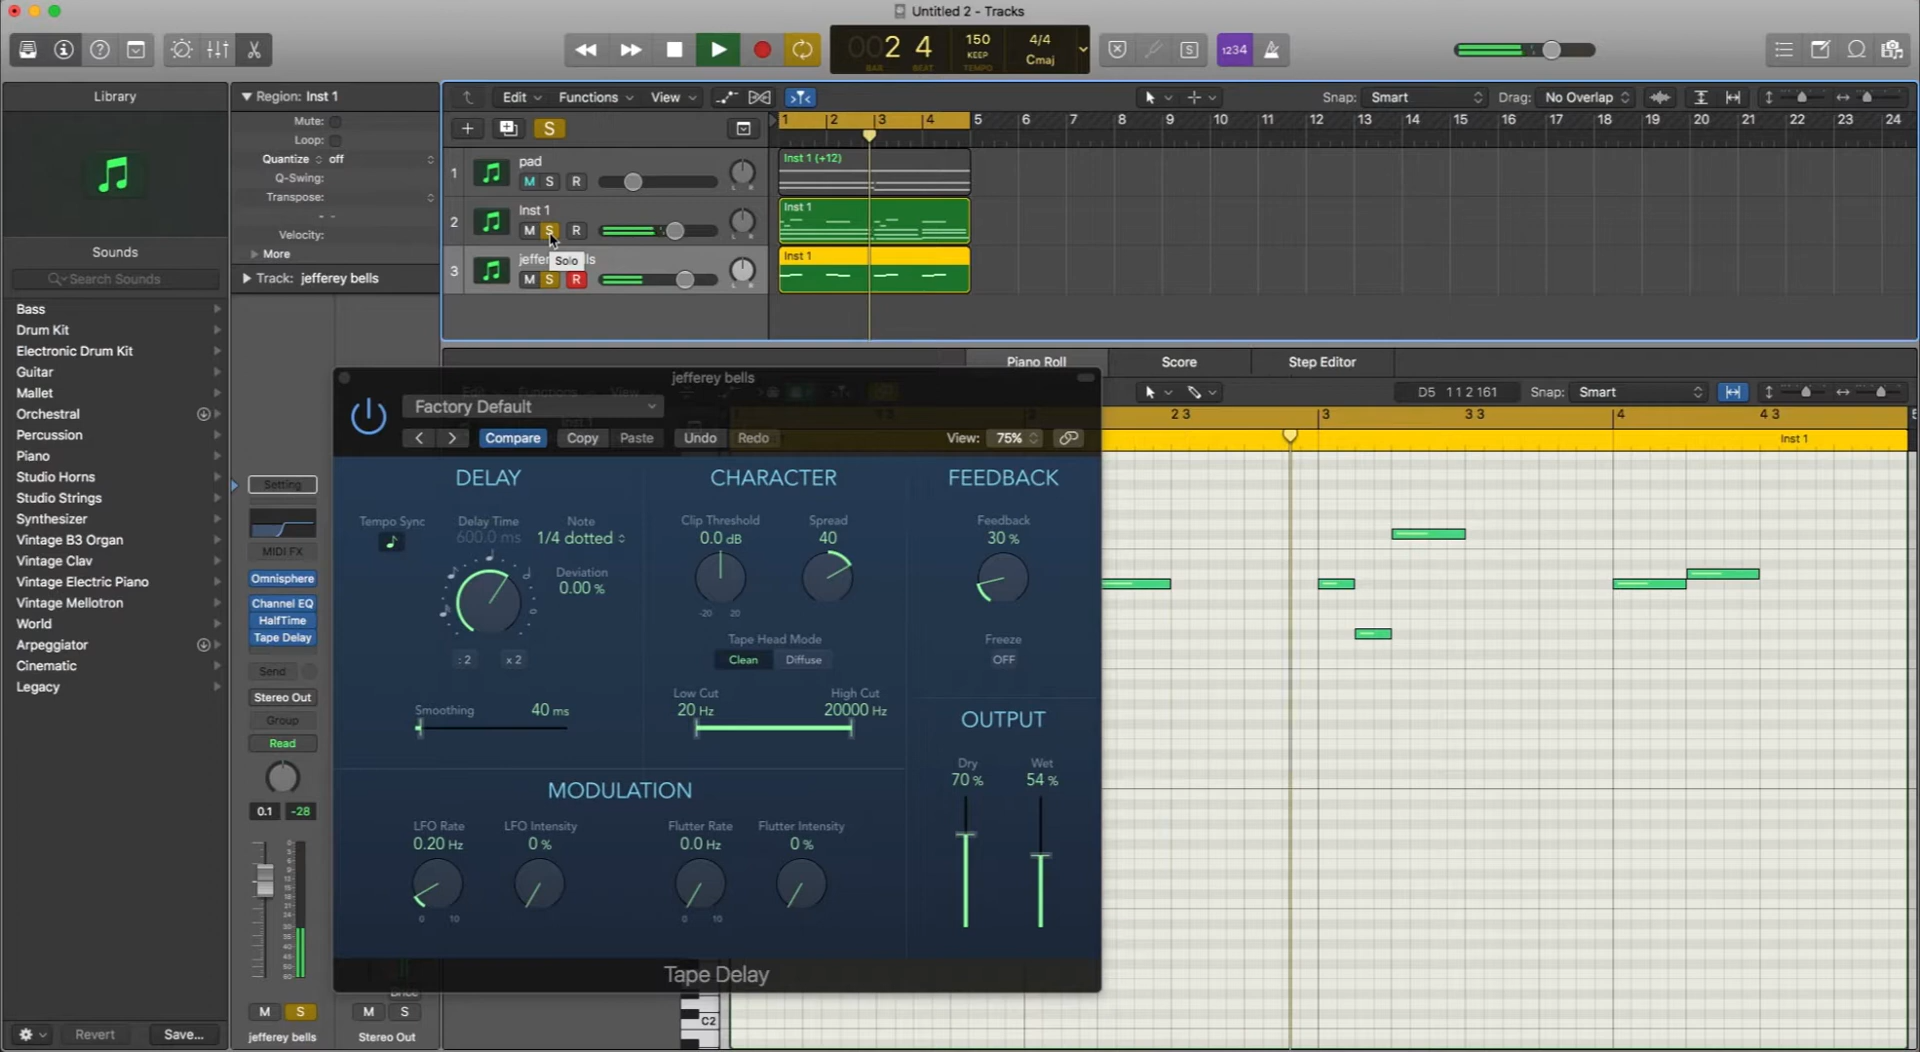 Untitled 2 - Tracks
1234
00 2 4
BAR BEAT
150
KEEP
TEMPO
4/4
Cmaj
Library
Region: Inst 1
Mute:
Loop:
Quantize off
Q-Swing:
Transpose:
Velocity:
More
Track: jefferey bells
Edit Functions View
Snap: Smart
Drag: No Overlap
S
1 2 3 4 5 6 7 8 9 10 11 12 13 14 15 16 17 18 19 20 21 22 23 24
1 pad
M S R
L R
Inst 1 (+12)
2 Inst 1
M S R
L R
Inst 1
Solo
3
M S R
L R
Inst 1
Sounds
Search Sounds
Bass
Drum Kit
Electronic Drum Kit
Guitar
Mallet
Orchestral
Percussion
Piano
Studio Horns
Studio Strings
Synthesizer
Vintage B3 Organ
Vintage Clav
Vintage Electric Piano
Vintage Mellotron
World
Arpeggiator
Cinematic
Legacy
Revert Save...
Setting
MIDI FX
Omnisphere
Channel EQ
HalfTime
Tape Delay
Send
Stereo Out
Group
Read
0.1 -28
M S
jefferey bells
M S
Stereo Out
Piano Roll Score Step Editor
D5 1 1 2 161
Snap: Smart
2 3 3 3 3 4 4 3 5
Inst 1
C2
jefferey bells
Factory Default
Compare Copy Paste Undo Redo
View: 75%
DELAY
Tempo Sync
Delay Time
600.0 ms
Note
1/4 dotted
Deviation
0.00 %
: 2 x 2
Smoothing 40 ms
CHARACTER
Clip Threshold
0.0 dB
-20 20
Spread
40
Tape Head Mode
Clean Diffuse
Low Cut
20 Hz
High Cut
20000 Hz
FEEDBACK
Feedback
30 %
Freeze
OFF
OUTPUT
Dry
70 %
Wet
54 %
MODULATION
LFO Rate
0.20 Hz
0 10
LFO Intensity
0 %
Flutter Rate
0.0 Hz
0 10
Flutter Intensity
0 %
Tape Delay